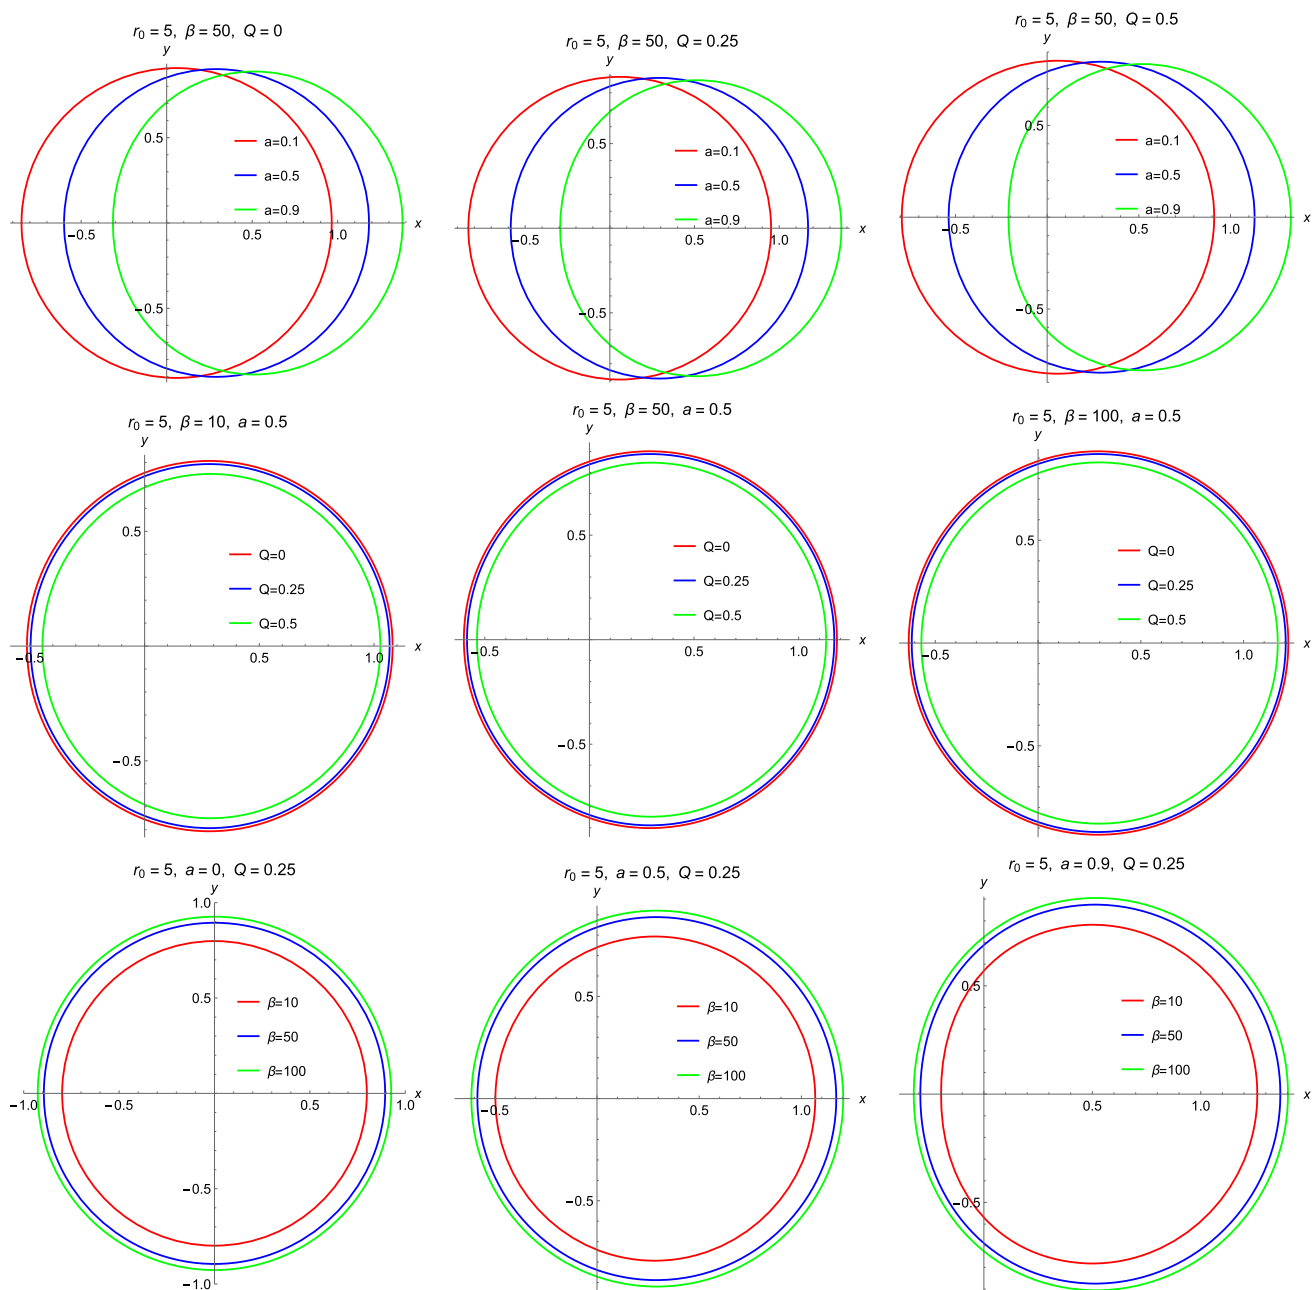 r₀ = 5, β = 50, Q = 0
y
0.5
a=0.1
a=0.5
a=0.9
−0.5
0.5
1.0
x
−0.5
r₀ = 5, β = 50, Q = 0.25
y
0.5
a=0.1
a=0.5
a=0.9
−0.5
0.5
1.0
x
−0.5
r₀ = 5, β = 50, Q = 0.5
y
0.5
a=0.1
a=0.5
a=0.9
−0.5
0.5
1.0
x
−0.5
r₀ = 5, β = 10, a = 0.5
y
0.5
Q=0
Q=0.25
Q=0.5
−0.5
0.5
1.0
x
−0.5
r₀ = 5, β = 50, a = 0.5
y
0.5
Q=0
Q=0.25
Q=0.5
−0.5
0.5
1.0
x
−0.5
r₀ = 5, β = 100, a = 0.5
y
0.5
Q=0
Q=0.25
Q=0.5
−0.5
0.5
1.0
x
−0.5
r₀ = 5, a = 0, Q = 0.25
y
1.0
0.5
β=10
β=50
β=100
−1.0
−0.5
0.5
1.0
x
−0.5
−1.0
r₀ = 5, a = 0.5, Q = 0.25
y
0.5
β=10
β=50
β=100
−0.5
0.5
1.0
x
−0.5
r₀ = 5, a = 0.9, Q = 0.25
y
0.5
β=10
β=50
β=100
0.5
1.0
x
−0.5